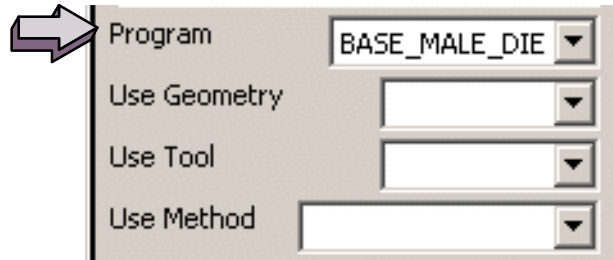 Program BASE_MALE_DIE
Use Geometry
Use Tool
Use Method